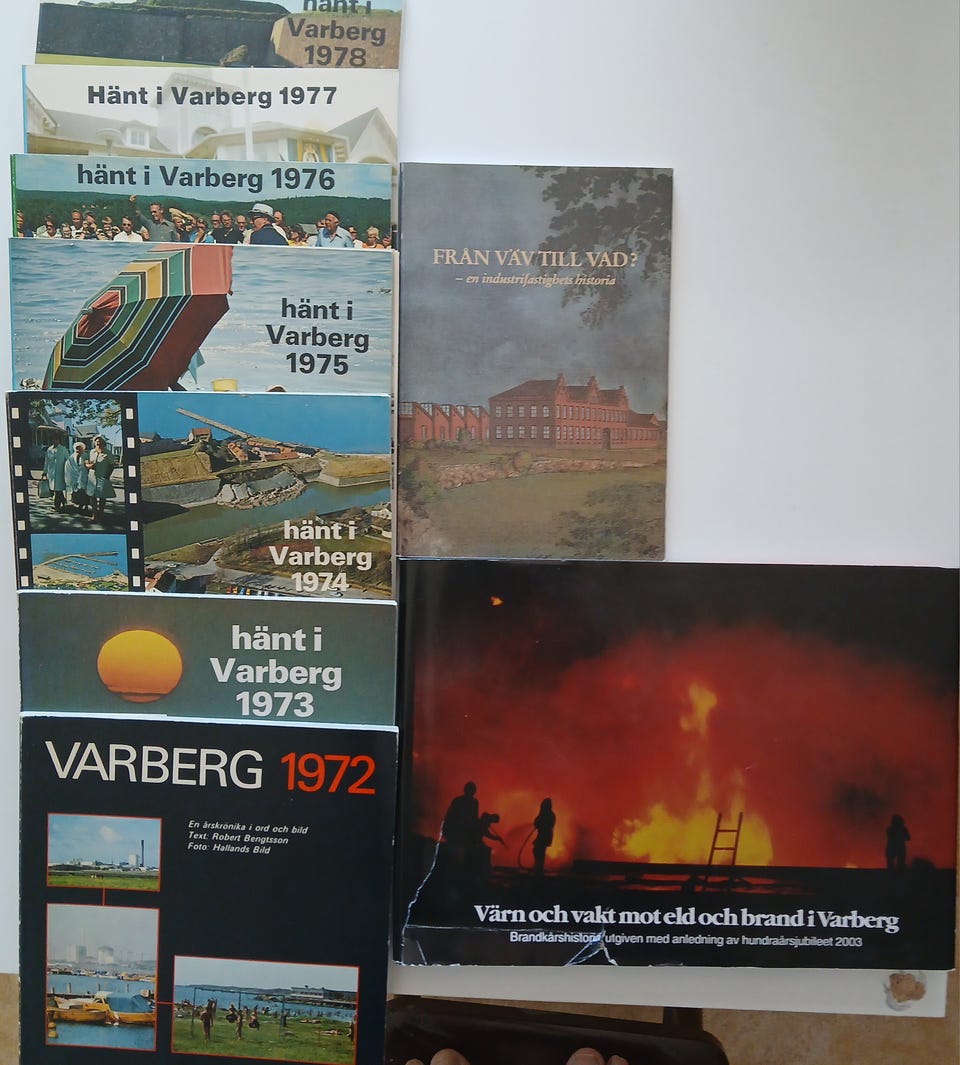 hänt i
Varberg
1978
Hänt i Varberg 1977
hänt i Varberg 1976
hänt i
Varberg
1975
hänt i
Varberg
1974
hänt i
Varberg
1973
VARBERG 1972
En årskrönika i ord och bild
Text: Robert Bengtsson
Foto: Hallands Bild
FRÅN VÄV TILL VAD?
– en industrifastighets historia
Värn och vakt mot eld och brand i Varberg
Brandkårshistoria utgiven med anledning av hundraårsjubileet 2003